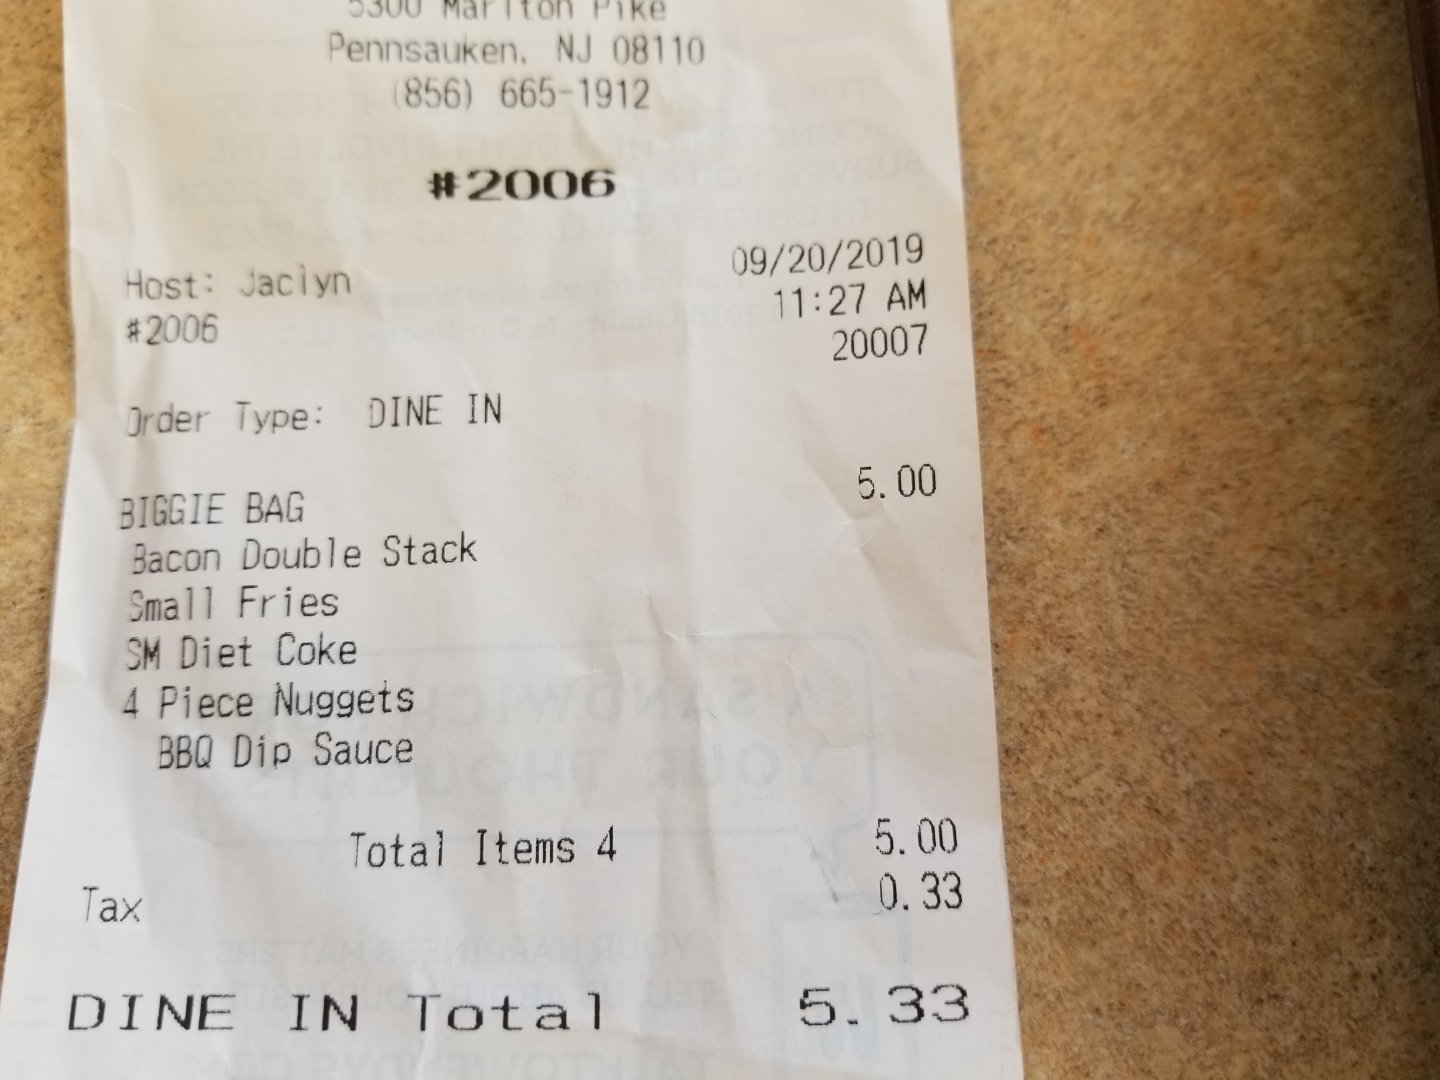 5300 Marlton Pike
Pennsauken, NJ 08110
(856) 665-1912
#2006
Host: Jaclyn 09/20/2019
#2006 11:27 AM
20007
Order Type: DINE IN
BIGGIE BAG 5.00
Bacon Double Stack
Small Fries
SM Diet Coke
4 Piece Nuggets
BBQ Dip Sauce
Total Items 4 5.00
Tax 0.33
DINE IN Total 5.33